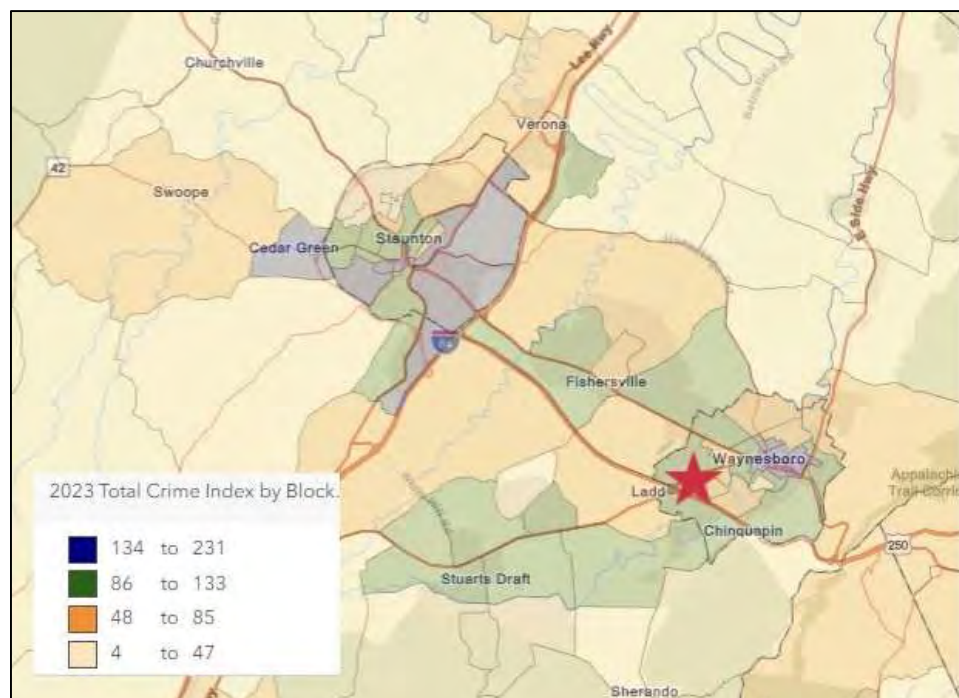 Churchville
Lee Hwy
Verona
42
Swoope
E Side Hwy
Cedar Green
Staunton
64
Fishersville
Waynesboro
Appalachi
Trail Corri
Ladd
2023 Total Crime Index by Block.
Chinquapin
250
134 to 231
86 to 133
Stuarts Draft
48 to 85
4 to 47
Sherando